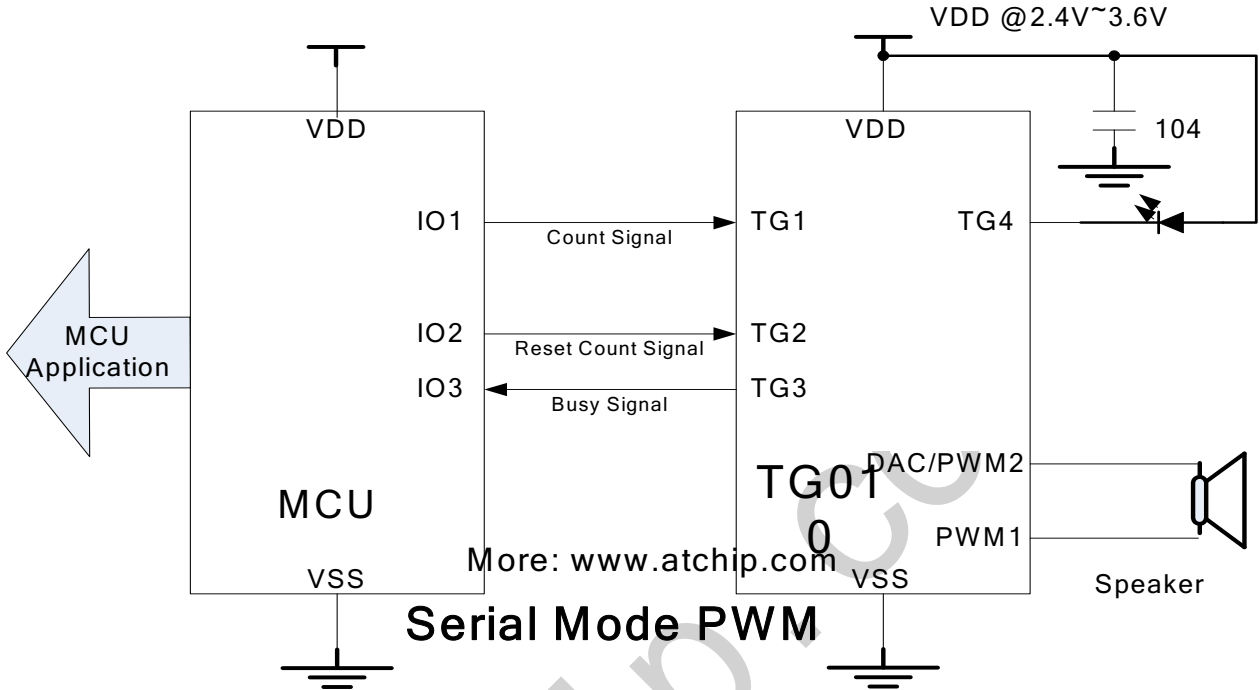 VDD @2.4V~3.6V
VDD
VDD
104
IO1
Count Signal
TG1
TG4
MCU
Application
IO2
Reset Count Signal
TG2
IO3
Busy Signal
TG3
DAC/PWM2
TG01
0
MCU
PWM1
More: www.atchip.com
VSS
VSS
Speaker
Serial Mode PWM